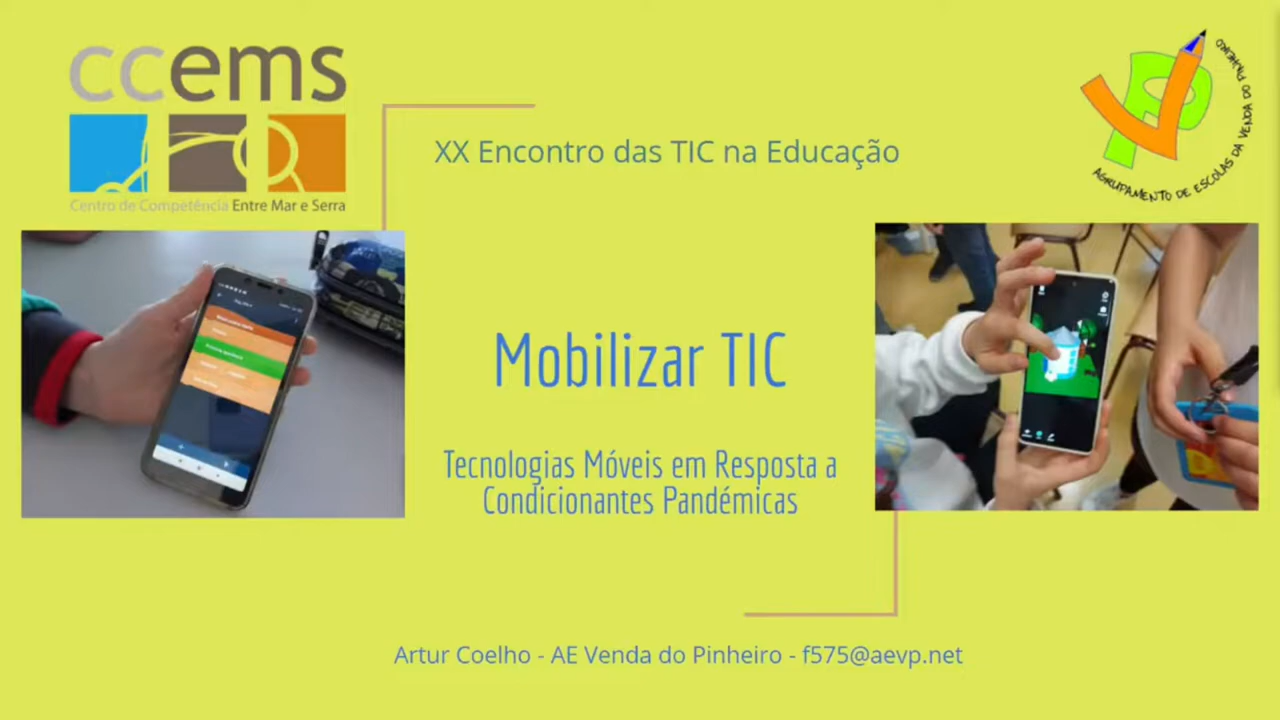 ccems
Centro de Competência Entre Mar e Serra
XX Encontro das TIC na Educação
AGRUPAMENTO DE ESCOLAS DA VENDA DO PINHEIRO
Mobilizar TIC
Tecnologias Móveis em Resposta a
Condicionantes Pandémicas
Artur Coelho - AE Venda do Pinheiro - f575@aevp.net